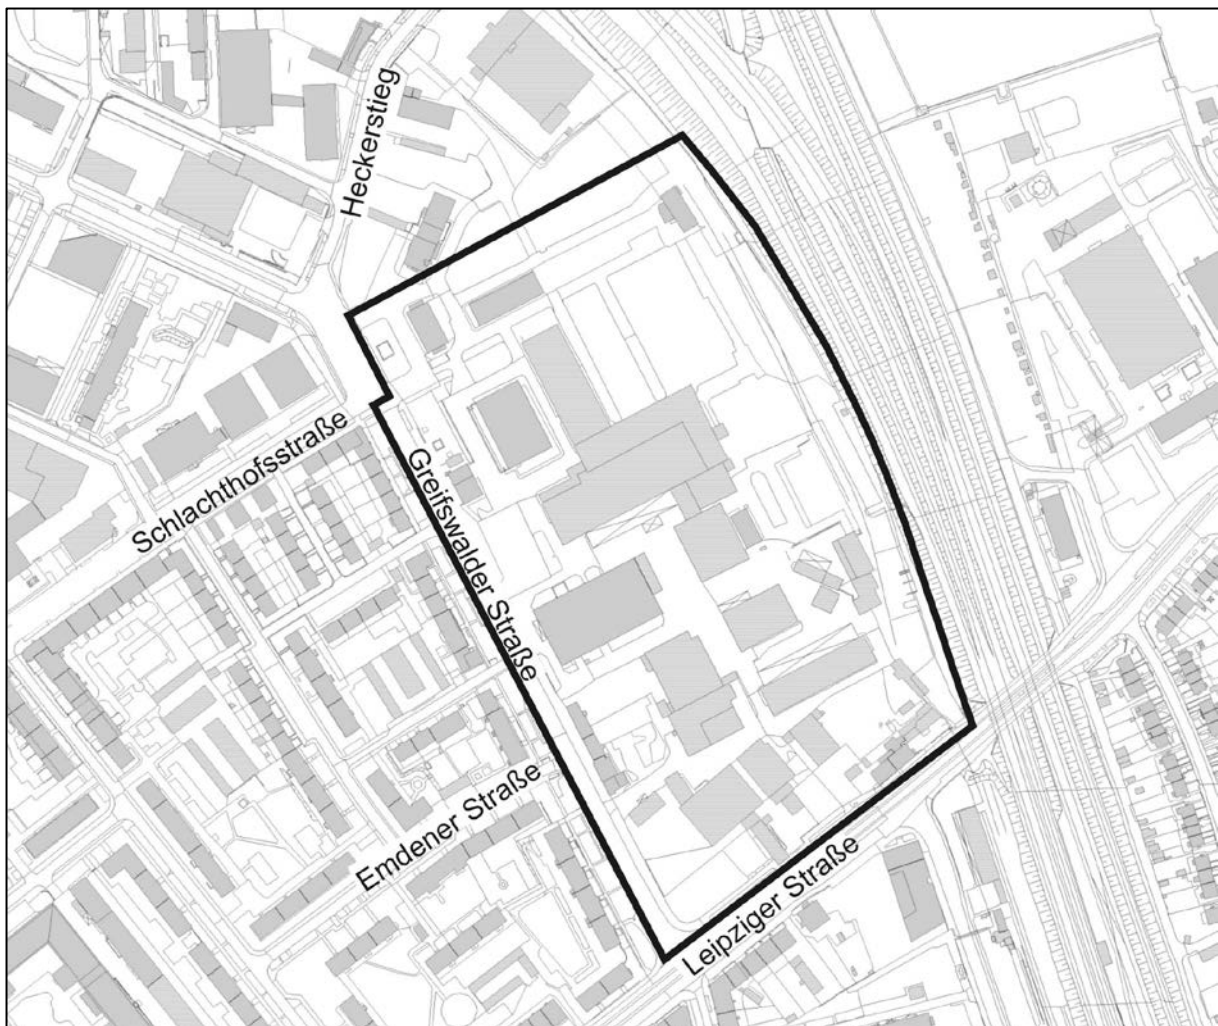 Heckerstieg
Schlachthofsstraße
Greifswalder Straße
Emdener Straße
Leipziger Straße